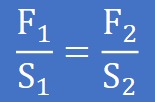 F₁/S₁ = F₂/S₂